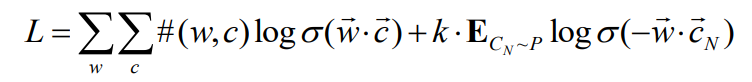 L = ∑_w ∑_c #(w,c) log σ(w⃗·c⃗) + k · 𝐄_{C_N ~ P} log σ(−w⃗·c⃗_N)